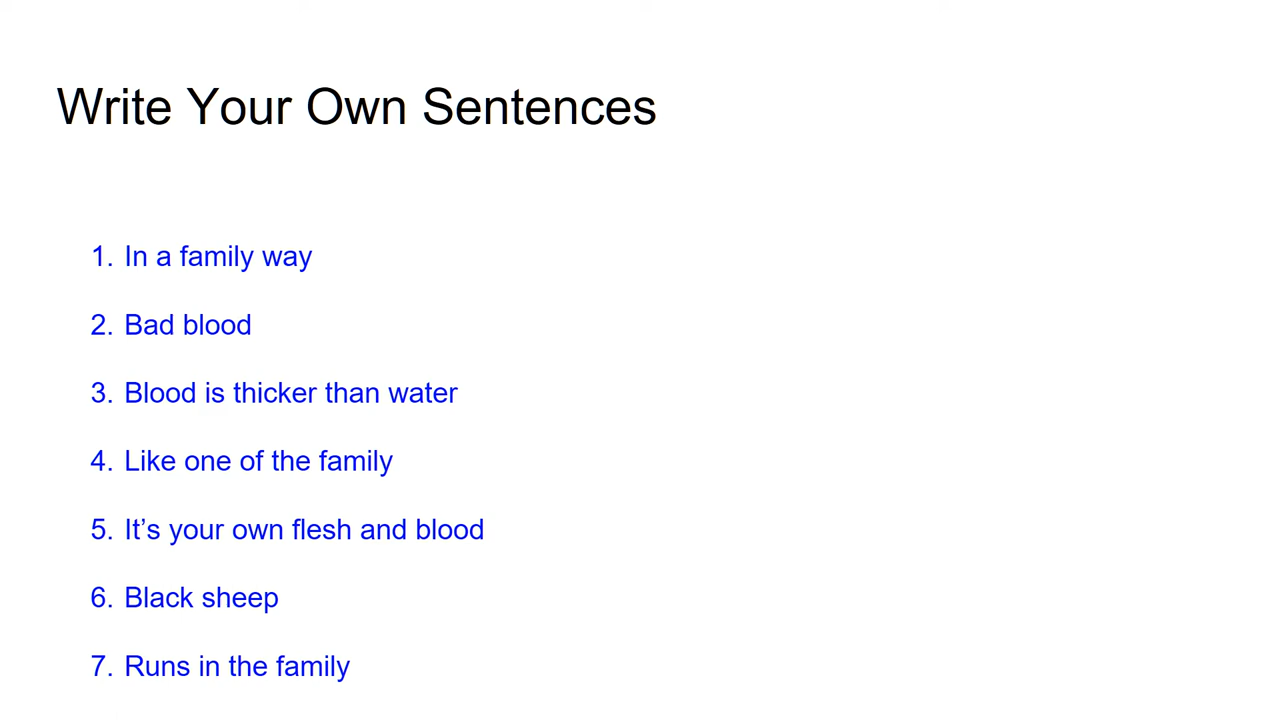 Write Your Own Sentences
1. In a family way
2. Bad blood
3. Blood is thicker than water
4. Like one of the family
5. It’s your own flesh and blood
6. Black sheep
7. Runs in the family